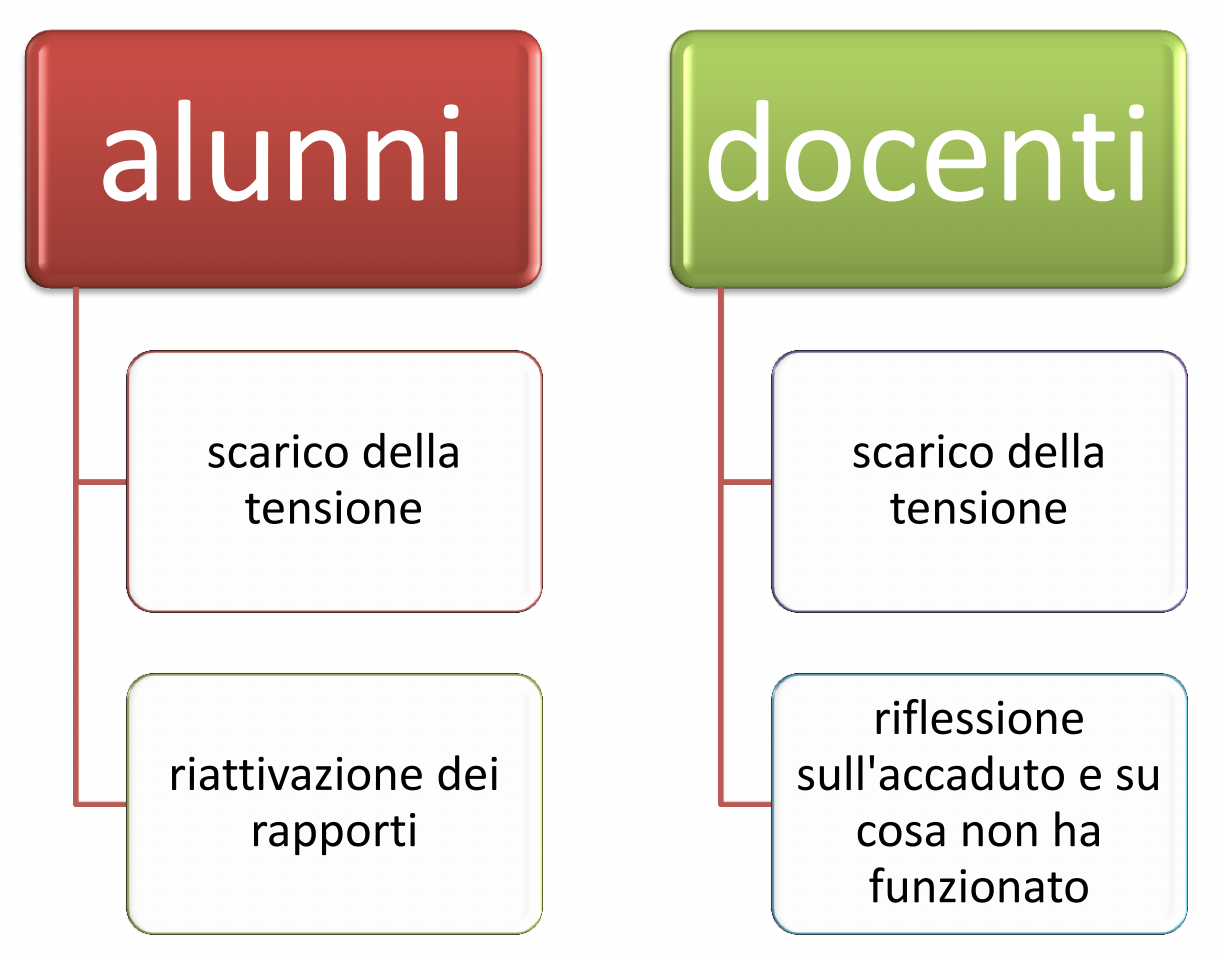 alunni
scarico della
tensione
riattivazione dei
rapporti
docenti
scarico della
tensione
riflessione
sull'accaduto e su
cosa non ha
funzionato